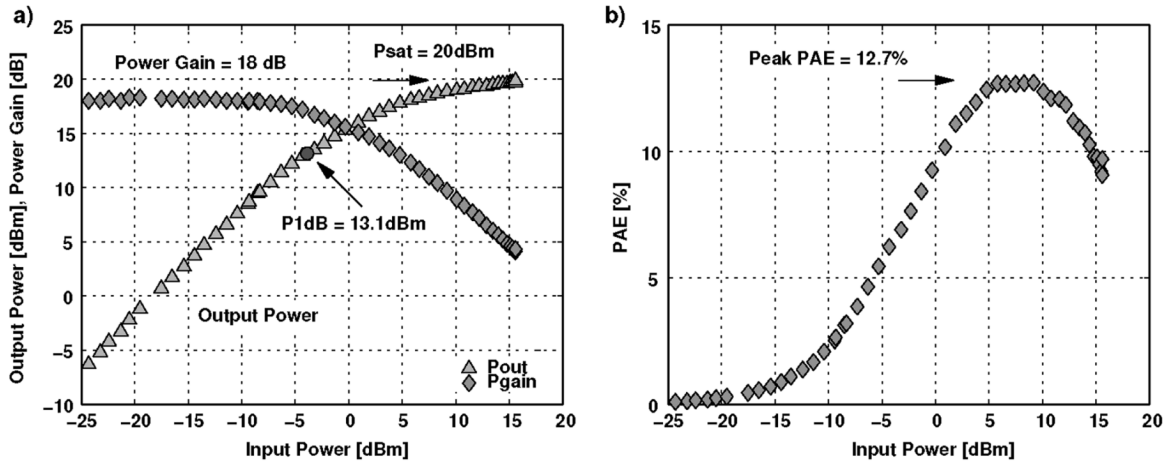 a)
Output Power [dBm], Power Gain [dB]
25
20
15
10
5
0
−5
−10
−25
−20
−15
−10
−5
0
5
10
15
20
Input Power [dBm]
Power Gain = 18 dB
Psat = 20dBm
P1dB = 13.1dBm
Output Power
Pout
Pgain
b)
PAE [%]
15
10
5
0
−25
−20
−15
−10
−5
0
5
10
15
20
Input Power [dBm]
Peak PAE = 12.7%